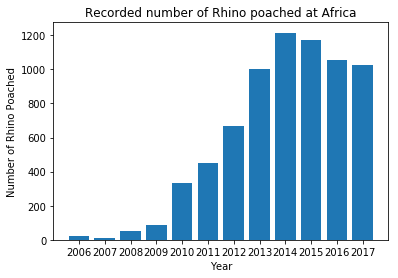 Recorded number of Rhino poached at Africa
Number of Rhino Poached
1200
1000
800
600
400
200
0
2006 2007 2008 2009 2010 2011 2012 2013 2014 2015 2016 2017
Year